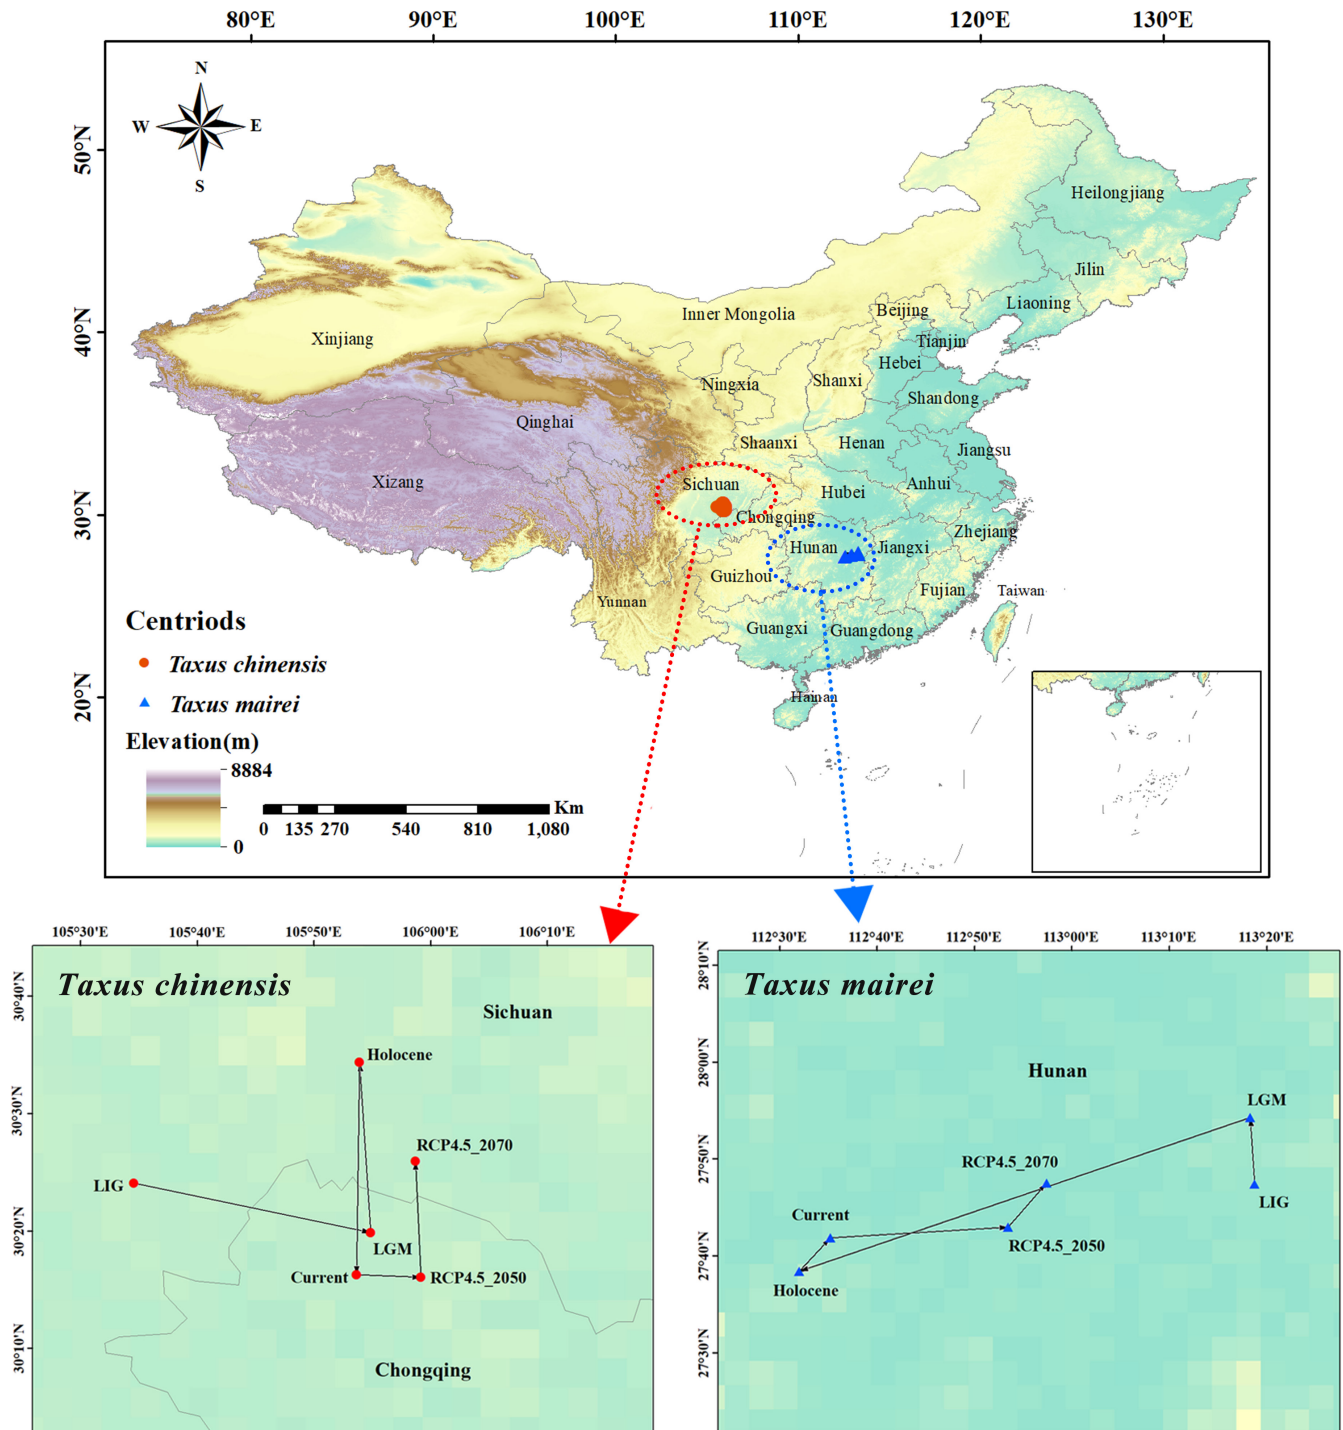 80°E 90°E 100°E 110°E 120°E 130°E
50°N
40°N
30°N
20°N
N
W E
S
Heilongjiang
Jilin
Liaoning
Inner Mongolia
Beijing
Tianjin
Xinjiang
Hebei
Ningxia
Shanxi
Shandong
Qinghai
Shaanxi
Henan
Jiangsu
Xizang
Sichuan
Hubei
Anhui
Chongqing
Zhejiang
Hunan
Jiangxi
Guizhou
Fujian
Taiwan
Yunnan
Guangxi
Guangdong
Hainan
Centriods
Taxus chinensis
Taxus mairei
Elevation(m)
8884
0
Km
0 135 270 540 810 1,080
105°30'E 105°40'E 105°50'E 106°0'E 106°10'E
30°40'N
30°30'N
30°20'N
30°10'N
Taxus chinensis
Sichuan
Holocene
RCP4.5_2070
LIG
LGM
Current
RCP4.5_2050
Chongqing
112°30'E 112°40'E 112°50'E 113°0'E 113°10'E 113°20'E
28°10'N
28°0'N
27°50'N
27°40'N
27°30'N
Taxus mairei
Hunan
LGM
RCP4.5_2070
LIG
Current
RCP4.5_2050
Holocene